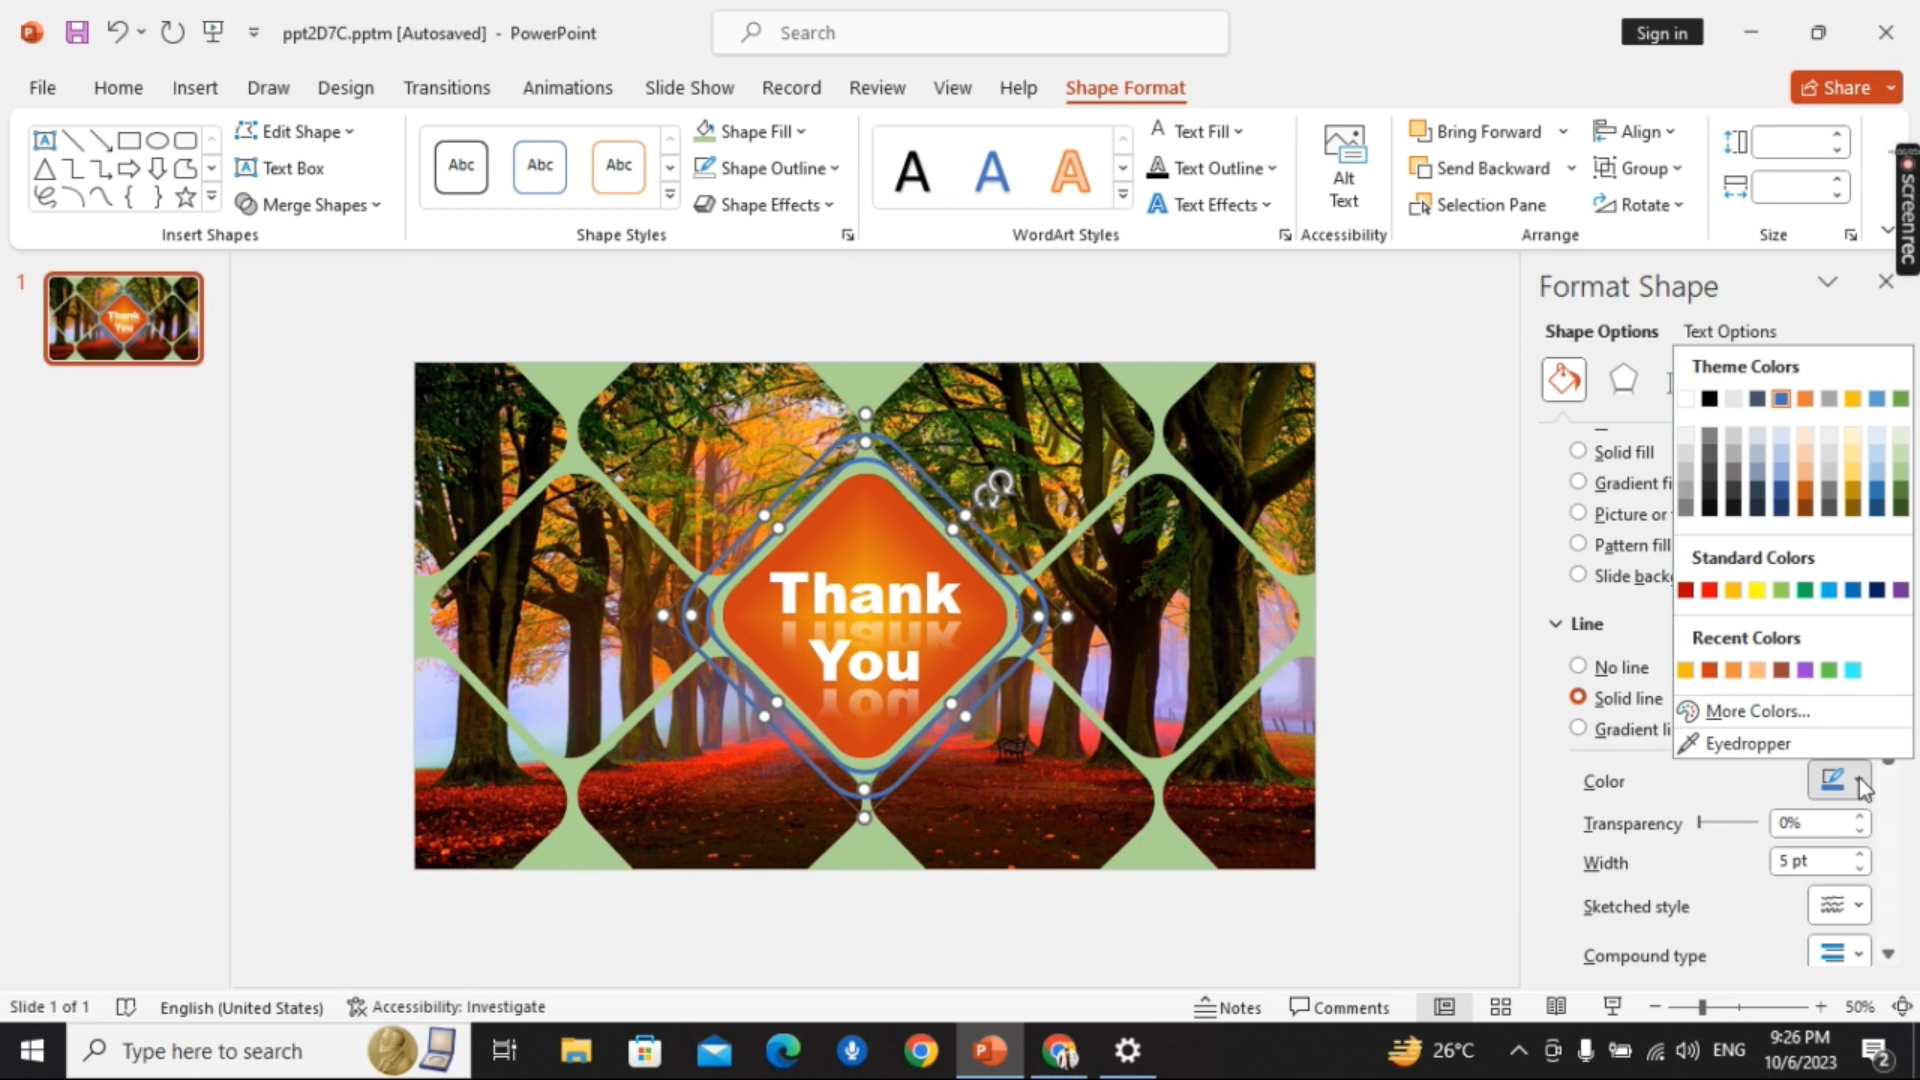 ppt2D7C.pptm [Autosaved] - PowerPoint
Search
Sign in
File Home Insert Draw Design Transitions Animations Slide Show Record Review View Help Shape Format
Share
Edit Shape
Text Box
Merge Shapes
Insert Shapes
Abc Abc Abc
Shape Fill
Shape Outline
Shape Effects
Shape Styles
A A A
Text Fill
Text Outline
Text Effects
WordArt Styles
Alt
Text
Accessibility
Bring Forward
Send Backward
Selection Pane
Align
Group
Rotate
Arrange
Size
screenrec
1
Thank
You
Thank
You
Format Shape
Shape Options Text Options
Theme Colors
Solid fill
Gradient fi
Picture or
Pattern fill
Slide back
Standard Colors
Line
Recent Colors
No line
Solid line
More Colors...
Gradient li
Eyedropper
Color
Transparency 0%
Width 5 pt
Sketched style
Compound type
Slide 1 of 1 English (United States) Accessibility: Investigate Notes Comments 50%
Type here to search
26°C
ENG
9:26 PM
10/6/2023
2